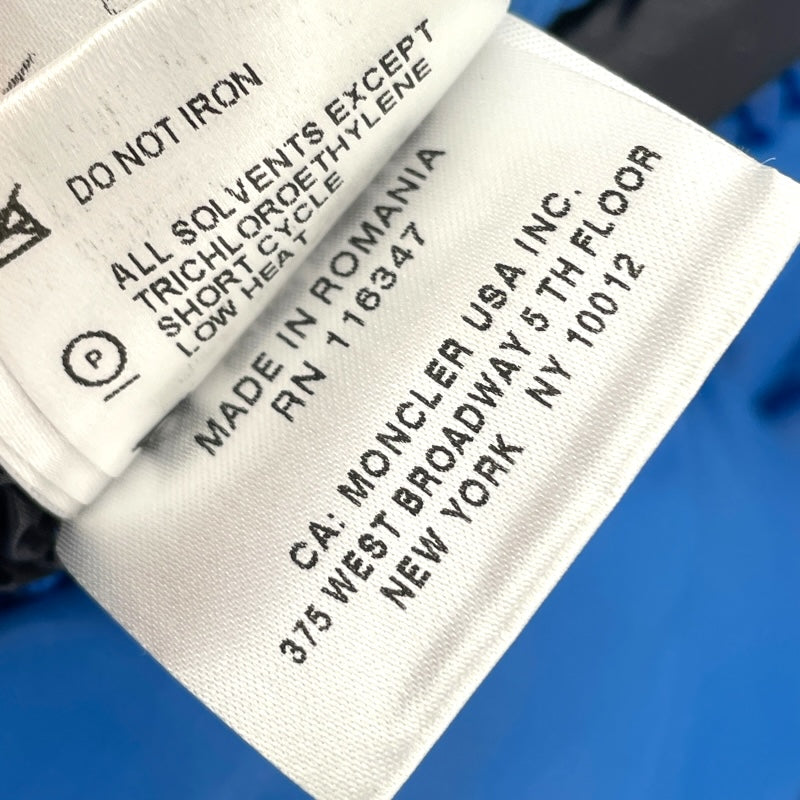 DO NOT IRON
ALL SOLVENTS EXCEPT
TRICHLOROETHYLENE
SHORT CYCLE
LOW HEAT
P
MADE IN ROMANIA
RN 116347
CA: MONCLER USA INC.
375 WEST BROADWAY 5 TH FLOOR
NEW YORK NY 10012